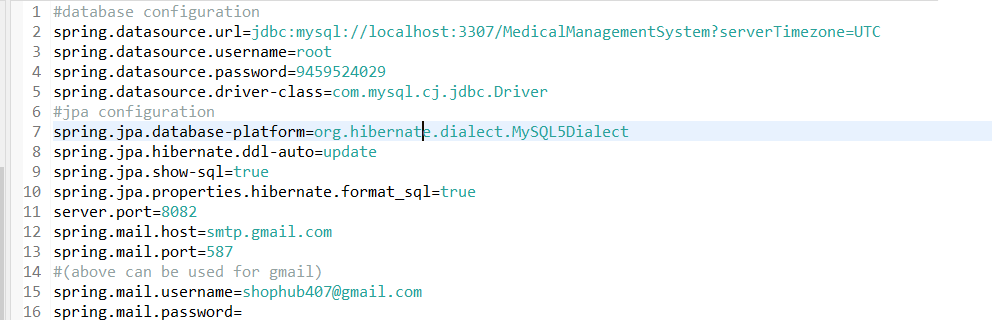 1 #database configuration
2 spring.datasource.url=jdbc:mysql://localhost:3307/MedicalManagementSystem?serverTimezone=UTC
3 spring.datasource.username=root
4 spring.datasource.password=9459524029
5 spring.datasource.driver-class=com.mysql.cj.jdbc.Driver
6 #jpa configuration
7 spring.jpa.database-platform=org.hibernate.dialect.MySQL5Dialect
8 spring.jpa.hibernate.ddl-auto=update
9 spring.jpa.show-sql=true
10 spring.jpa.properties.hibernate.format_sql=true
11 server.port=8082
12 spring.mail.host=smtp.gmail.com
13 spring.mail.port=587
14 #(above can be used for gmail)
15 spring.mail.username=shophub407@gmail.com
16 spring.mail.password=